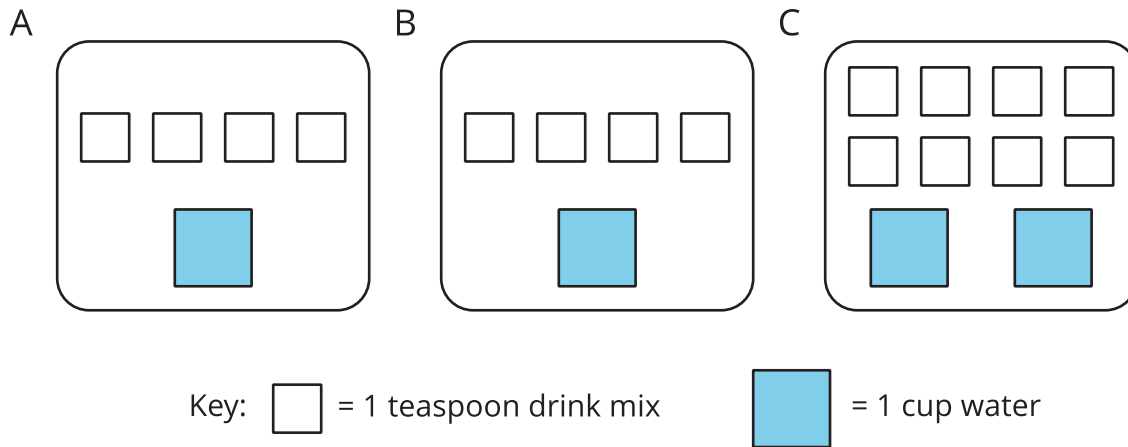 A B C
Key: = 1 teaspoon drink mix = 1 cup water